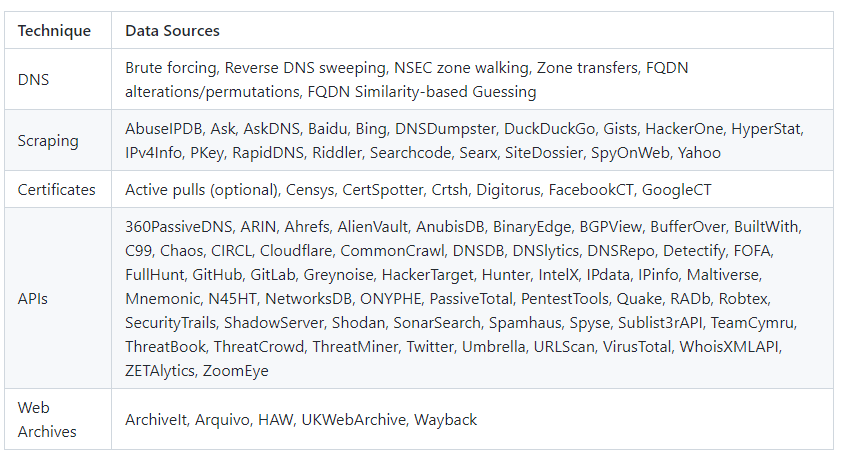 Technique Data Sources
DNS
Brute forcing, Reverse DNS sweeping, NSEC zone walking, Zone transfers, FQDN
alterations/permutations, FQDN Similarity-based Guessing
Scraping
AbuseIPDB, Ask, AskDNS, Baidu, Bing, DNSDumpster, DuckDuckGo, Gists, HackerOne, HyperStat,
IPv4Info, PKey, RapidDNS, Riddler, Searchcode, Searx, SiteDossier, SpyOnWeb, Yahoo
Certificates Active pulls (optional), Censys, CertSpotter, Crtsh, Digitorus, FacebookCT, GoogleCT
APIs
360PassiveDNS, ARIN, Ahrefs, AlienVault, AnubisDB, BinaryEdge, BGPView, BufferOver, BuiltWith,
C99, Chaos, CIRCL, Cloudflare, CommonCrawl, DNSDB, DNSlytics, DNSRepo, Detectify, FOFA,
FullHunt, GitHub, GitLab, Greynoise, HackerTarget, Hunter, IntelX, IPdata, IPinfo, Maltiverse,
Mnemonic, N45HT, NetworksDB, ONYPHE, PassiveTotal, PentestTools, Quake, RADb, Robtex,
SecurityTrails, ShadowServer, Shodan, SonarSearch, Spamhaus, Spyse, Sublist3rAPI, TeamCymru,
ThreatBook, ThreatCrowd, ThreatMiner, Twitter, Umbrella, URLScan, VirusTotal, WhoisXMLAPI,
ZETAlytics, ZoomEye
Web
Archives
ArchiveIt, Arquivo, HAW, UKWebArchive, Wayback